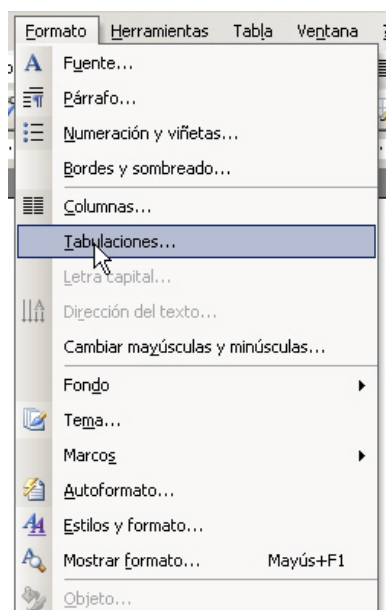 Formato Herramientas Tabla Ventana ?
Fuente...
Párrafo...
Numeración y viñetas...
Bordes y sombreado...
Columnas...
Tabulaciones...
Letra capital...
Dirección del texto...
Cambiar mayúsculas y minúsculas...
Fondo
Tema...
Marcos
Autoformato...
Estilos y formato...
Mostrar formato... Mayús+F1
Objeto...